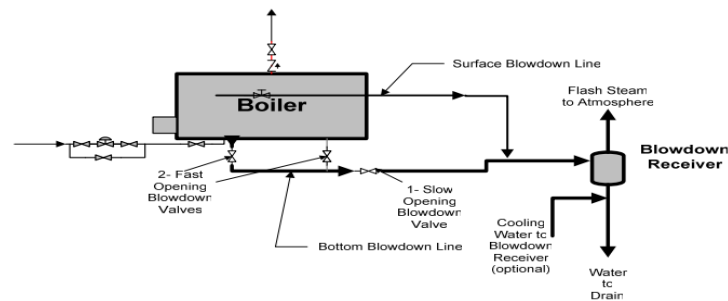 Surface Blowdown Line
Boiler
Flash Steam
to Atmosphere
Blowdown
Receiver
2- Fast
Opening
Blowdown
Valves
1- Slow
Opening
Blowdown
Valve
Cooling
Water to
Blowdown
Receiver
(optional)
Bottom Blowdown Line
Water
to
Drain